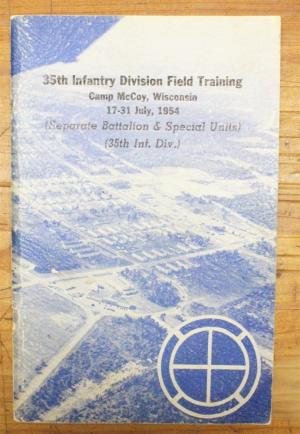 35th Infantry Division Field Training
Camp McCoy, Wisconsin
17-31 July, 1954
(Separate Battalion & Special Units)
(35th Inf. Div.)